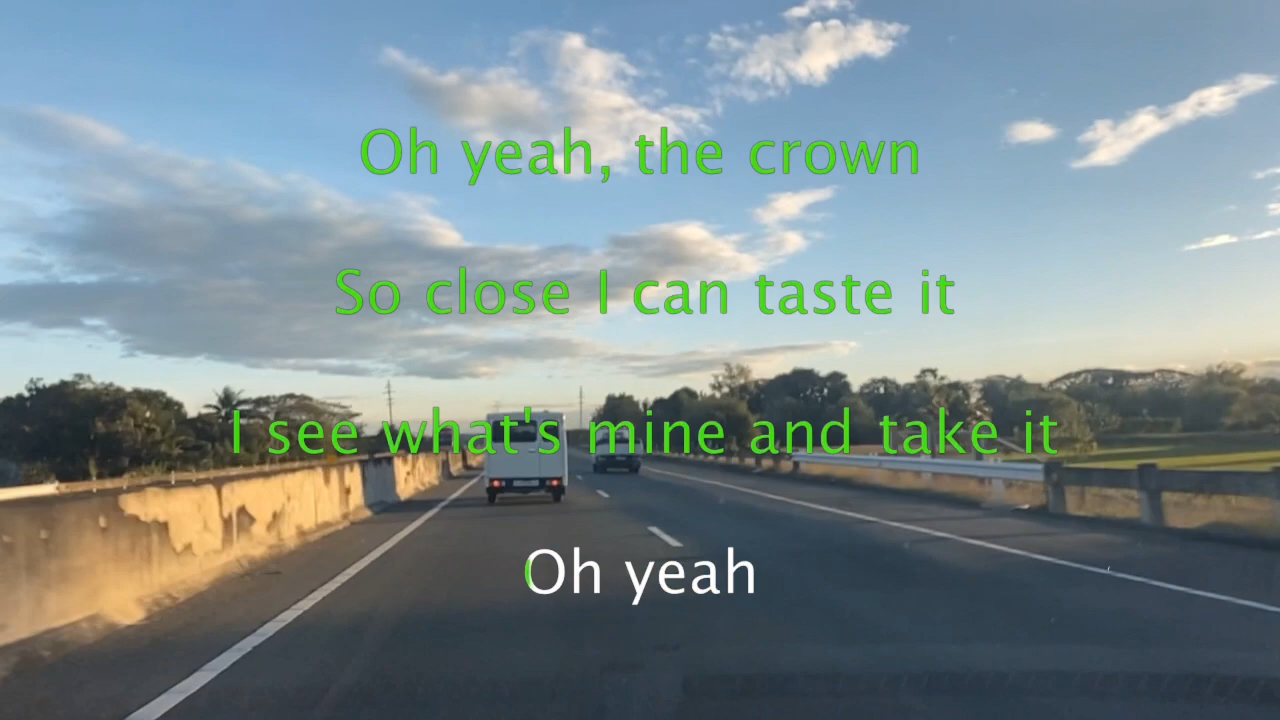 Oh yeah, the crown
So close I can taste it
I see what's mine and take it
Oh yeah